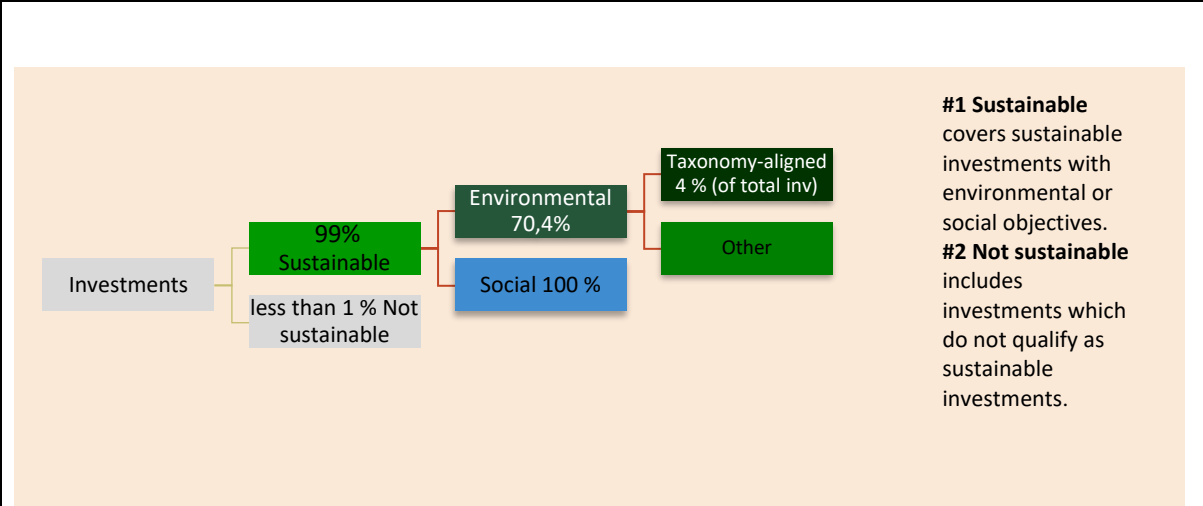 Investments
99%
Sustainable
less than 1 % Not
sustainable
Environmental
70,4%
Social 100 %
Taxonomy-aligned
4 % (of total inv)
Other
#1 Sustainable
covers sustainable
investments with
environmental or
social objectives.
#2 Not sustainable
includes
investments which
do not qualify as
sustainable
investments.